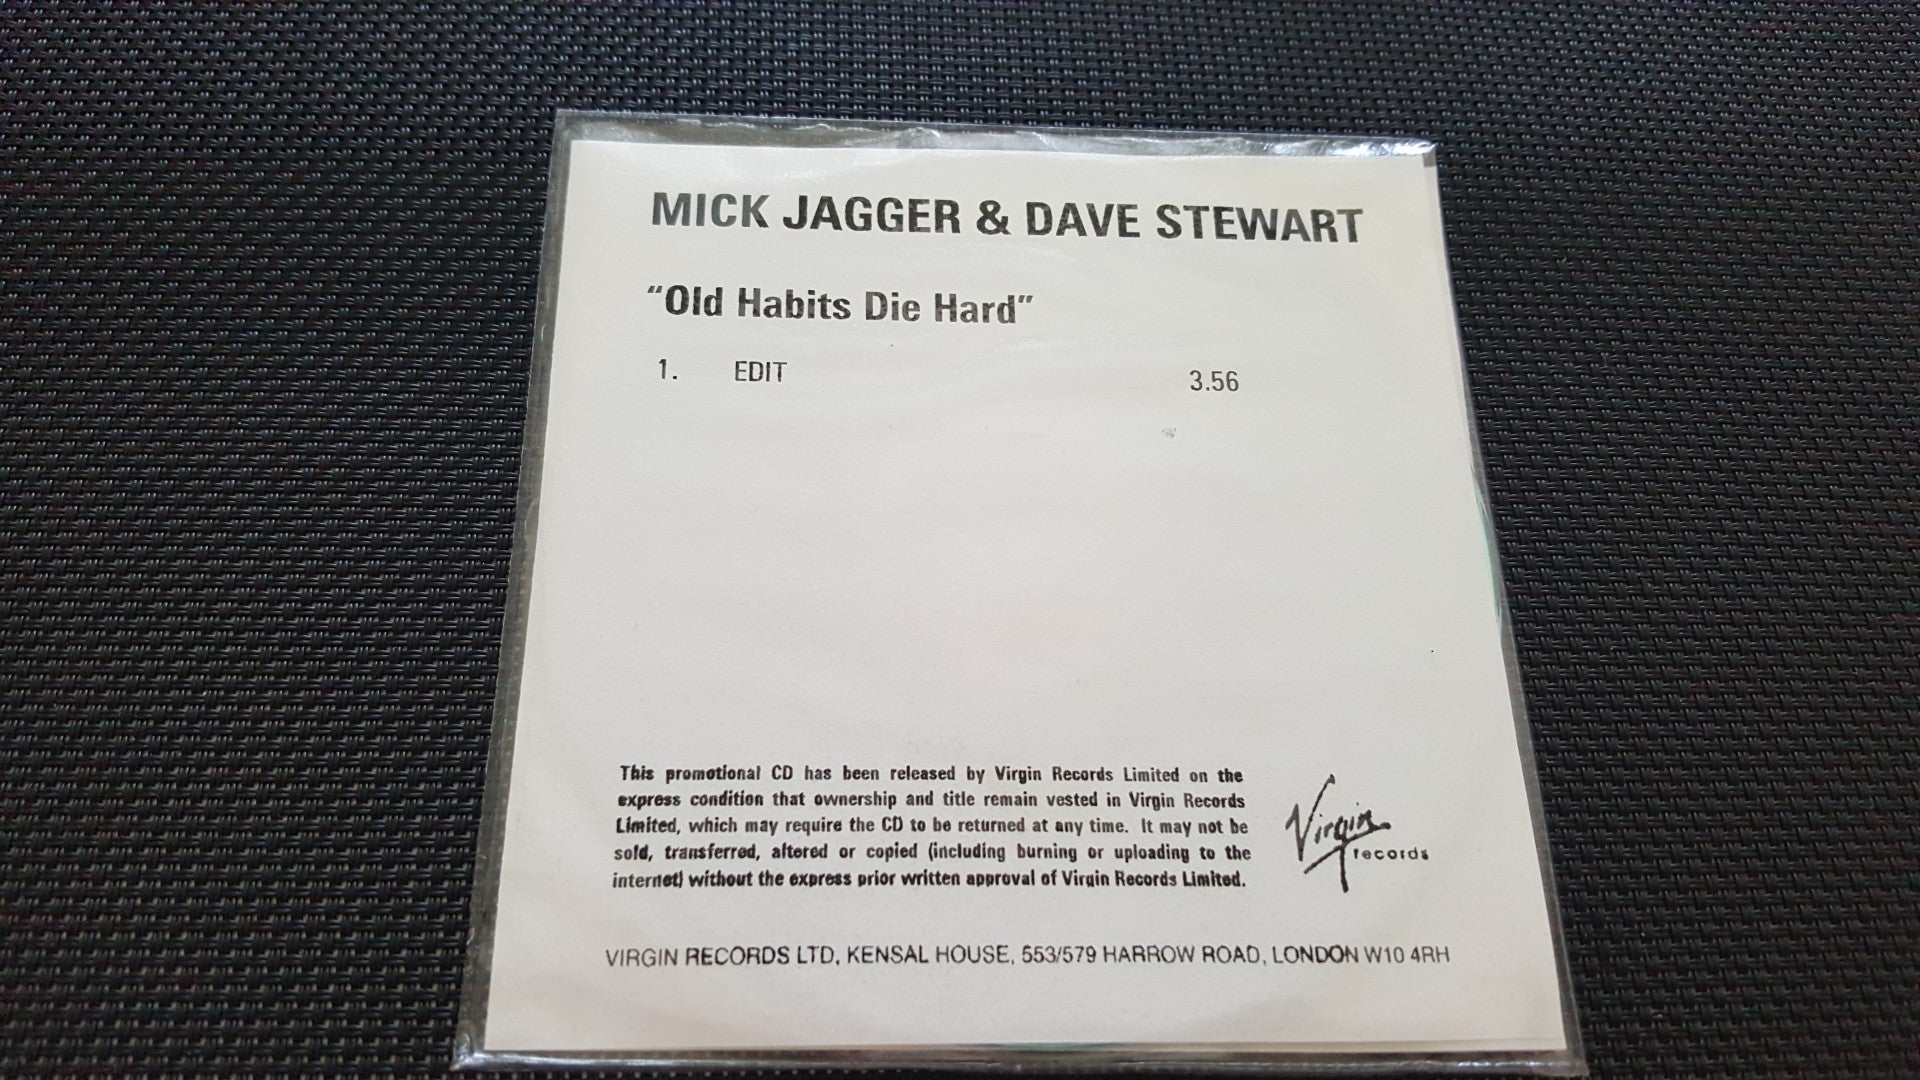 MICK JAGGER & DAVE STEWART
"Old Habits Die Hard"
1. EDIT 3.56
This promotional CD has been released by Virgin Records Limited on the
express condition that ownership and title remain vested in Virgin Records
Limited, which may require the CD to be returned at any time. It may not be
sold, transferred, altered or copied (including burning or uploading to the
internet) without the express prior written approval of Virgin Records Limited.
Virgin
records
VIRGIN RECORDS LTD, KENSAL HOUSE, 553/579 HARROW ROAD, LONDON W10 4RH